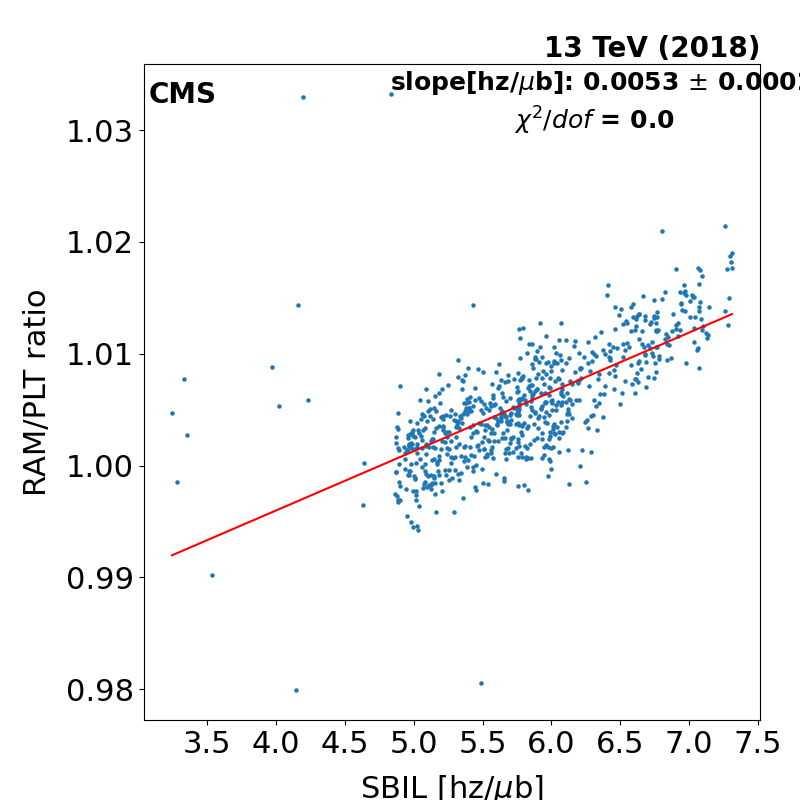 13 TeV (2018)
CMS
slope[hz/μb]: 0.0053 ± 0.000
χ²/dof = 0.0
RAM/PLT ratio
1.03
1.02
1.01
1.00
0.99
0.98
3.5 4.0 4.5 5.0 5.5 6.0 6.5 7.0 7.5
SBIL [hz/μb]